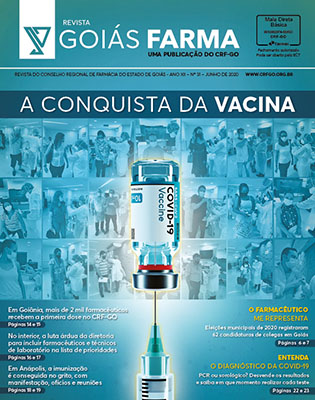 REVISTA
GOIÁS FARMA
UMA PUBLICAÇÃO DO CRF-GO
Mala Direta
Básica
CRF-GO
Correios
REVISTA DO CONSELHO REGIONAL DE FARMÁCIA DO ESTADO DE GOIÁS - ANO XII - Nº 31 - JUNHO DE 2020
WWW.CRFGO.ORG.BR
A CONQUISTA DA VACINA
COVID-19
Vaccine
Em Goiânia, mais de 2 mil farmacêuticos
recebem a primeira dose no CRF-GO
Páginas 14 e 15
No interior, a luta árdua da diretoria
para incluir farmacêuticos e técnicos
de laboratório na lista de prioridades
Páginas 16 e 17
Em Anápolis, a imunização
é conseguida no grito, com
manifestação, ofícios e reuniões
Páginas 18 e 19
O FARMACÊUTICO
ME REPRESENTA
Eleições municipais de 2020 registraram
62 candidaturas de colegas em Goiás
Páginas 6 e 7
ENTENDA
O DIAGNÓSTICO DA COVID-19
PCR ou sorológico? Desvende os resultados
e saiba em que momento realizar cada teste
Páginas 22 e 23